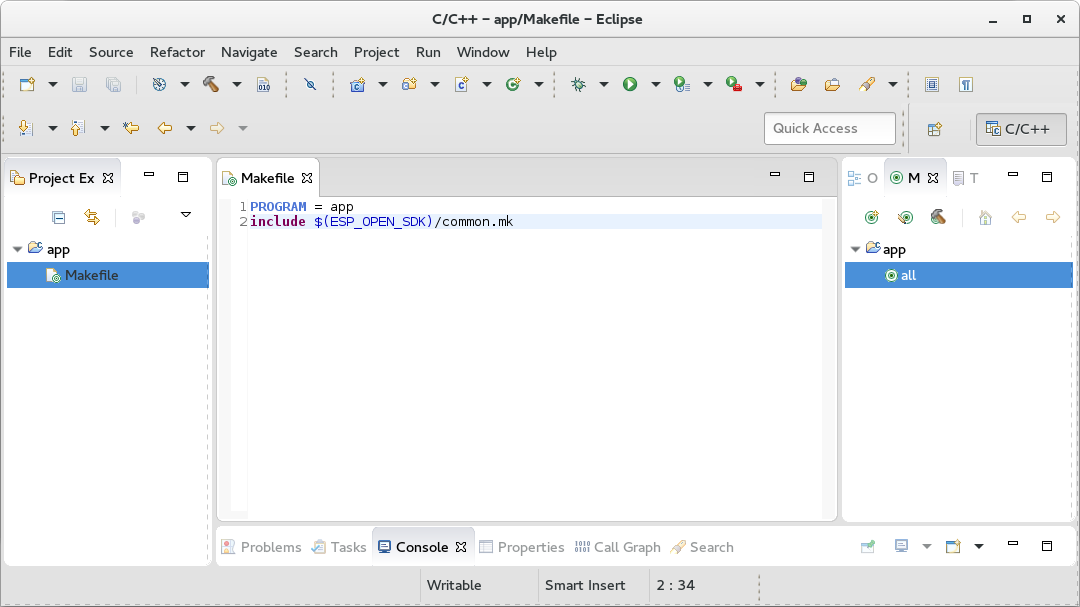 C/C++ – app/Makefile – Eclipse
File Edit Source Refactor Navigate Search Project Run Window Help
010
Quick Access
C/C++
Project Ex
Makefile
O
M
T
1 PROGRAM = app
2 include $(ESP_OPEN_SDK)/common.mk
app
Makefile
app
all
Problems Tasks Console Properties Call Graph Search
Writable Smart Insert 2 : 34